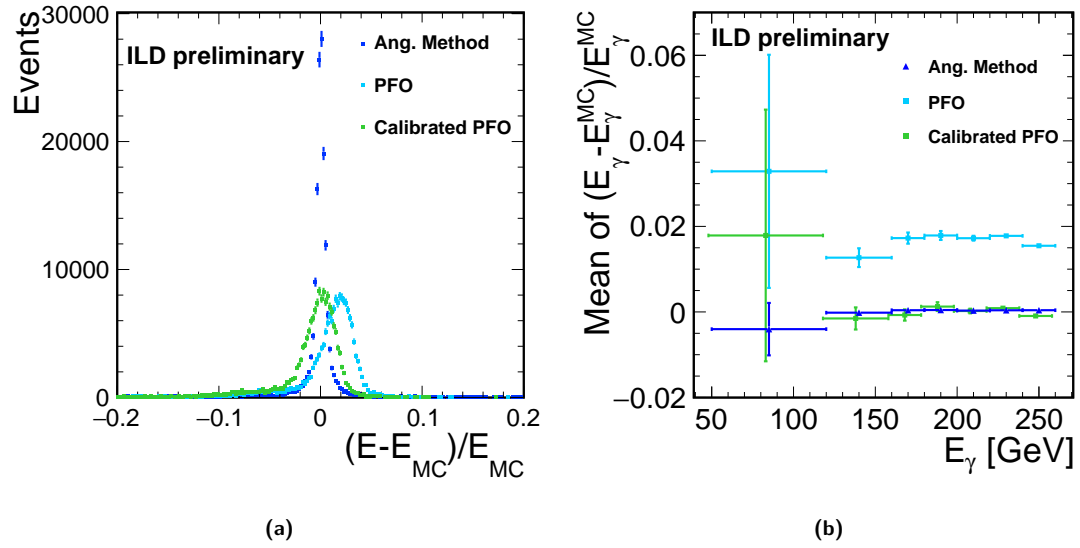 Events
30000
20000
10000
0
ILD preliminary
Ang. Method
PFO
Calibrated PFO
−0.2 −0.1 0 0.1 0.2
(E-E_MC)/E_MC
(a)
Mean of (E_γ-E_γ^MC)/E_γ^MC
0.06
0.04
0.02
0
−0.02
ILD preliminary
Ang. Method
PFO
Calibrated PFO
50 100 150 200 250
E_γ [GeV]
(b)